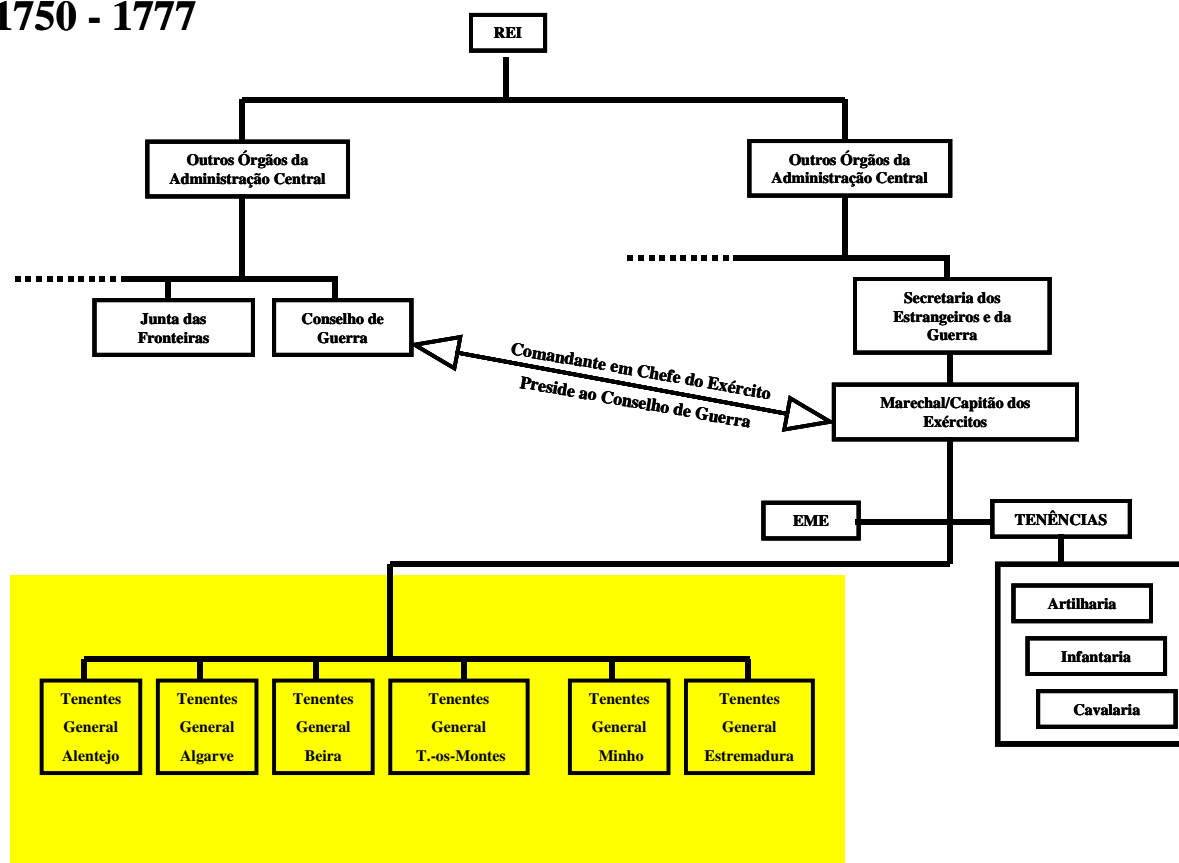 1750 - 1777
REI
Outros Órgãos da
Administração Central
Outros Órgãos da
Administração Central
Junta das
Fronteiras
Conselho de
Guerra
Secretaria dos
Estrangeiros e da
Guerra
Comandante em Chefe do Exército
Preside ao Conselho de Guerra
Marechal/Capitão dos
Exércitos
EME
TENÊNCIAS
Artilharia
Infantaria
Cavalaria
Tenentes
General
Alentejo
Tenentes
General
Algarve
Tenentes
General
Beira
Tenentes
General
T.-os-Montes
Tenentes
General
Minho
Tenentes
General
Estremadura